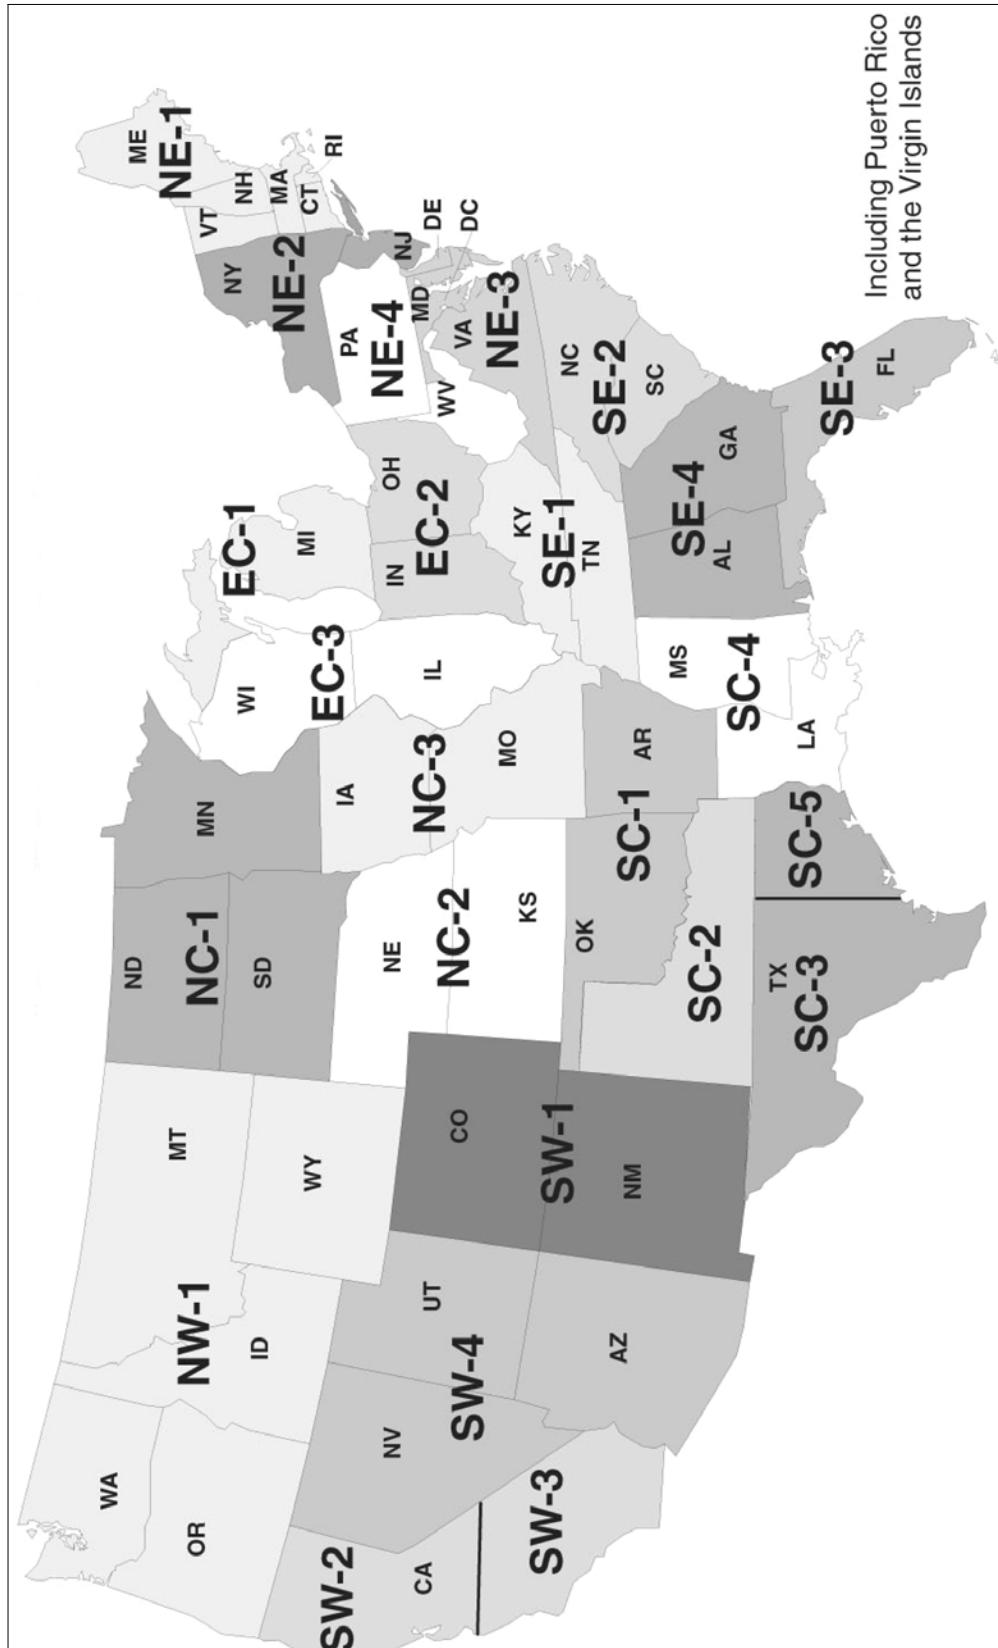 WA
OR
MT
ID
WY
NW-1
ND
SD
MN
NC-1
WI
EC-3
IL
MI
EC-1
ME
NE-1
VT
NH
MA
CT
RI
NY
NE-2
NJ
PA
NE-4
WV
MD
DE
DC
VA
NE-3
OH
IN
EC-2
IA
NC-3
MO
NE
NC-2
KS
CA
SW-2
SW-3
NV
UT
SW-4
AZ
CO
SW-1
NM
OK
AR
SC-1
SC-2
TX
SC-3
SC-5
KY
SE-1
TN
NC
SE-2
SC
MS
SC-4
LA
AL
SE-4
GA
SE-3
FL
Including Puerto Rico
and the Virgin Islands